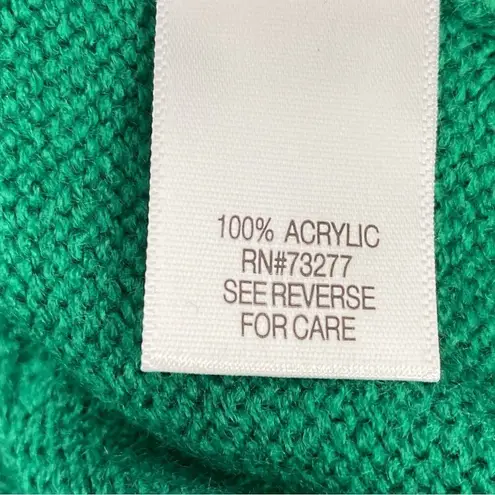 100% ACRYLIC
RN#73277
SEE REVERSE
FOR CARE